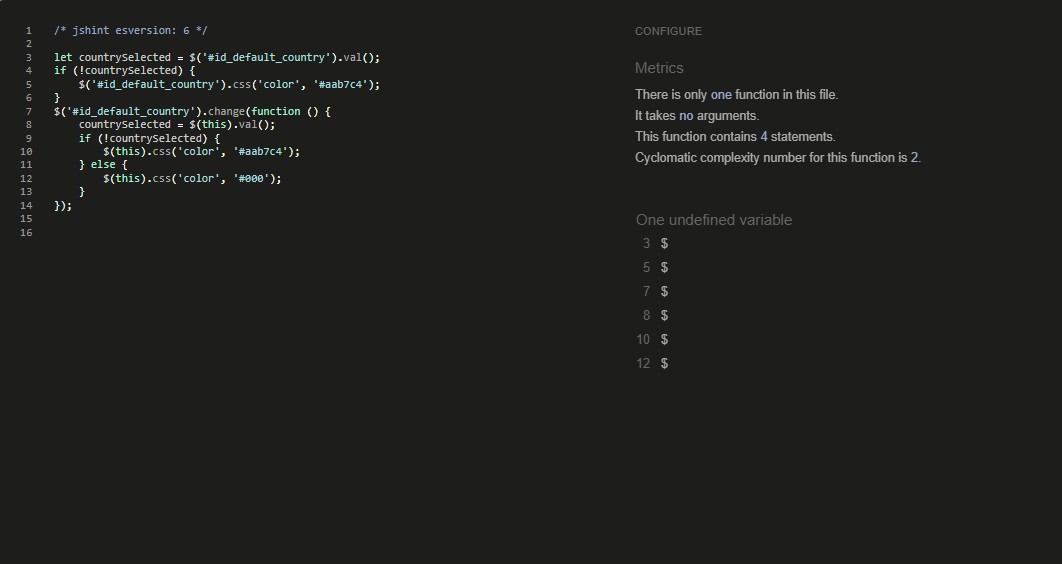 1 /* jshint esversion: 6 */
2
3 let countrySelected = $('#id_default_country').val();
4 if (!countrySelected) {
5     $('#id_default_country').css('color', '#aab7c4');
6 }
7 $('#id_default_country').change(function () {
8     countrySelected = $(this).val();
9     if (!countrySelected) {
10         $(this).css('color', '#aab7c4');
11     } else {
12         $(this).css('color', '#000');
13     }
14 });
15
16
CONFIGURE
Metrics
There is only one function in this file.
It takes no arguments.
This function contains 4 statements.
Cyclomatic complexity number for this function is 2.
One undefined variable
3 $
5 $
7 $
8 $
10 $
12 $